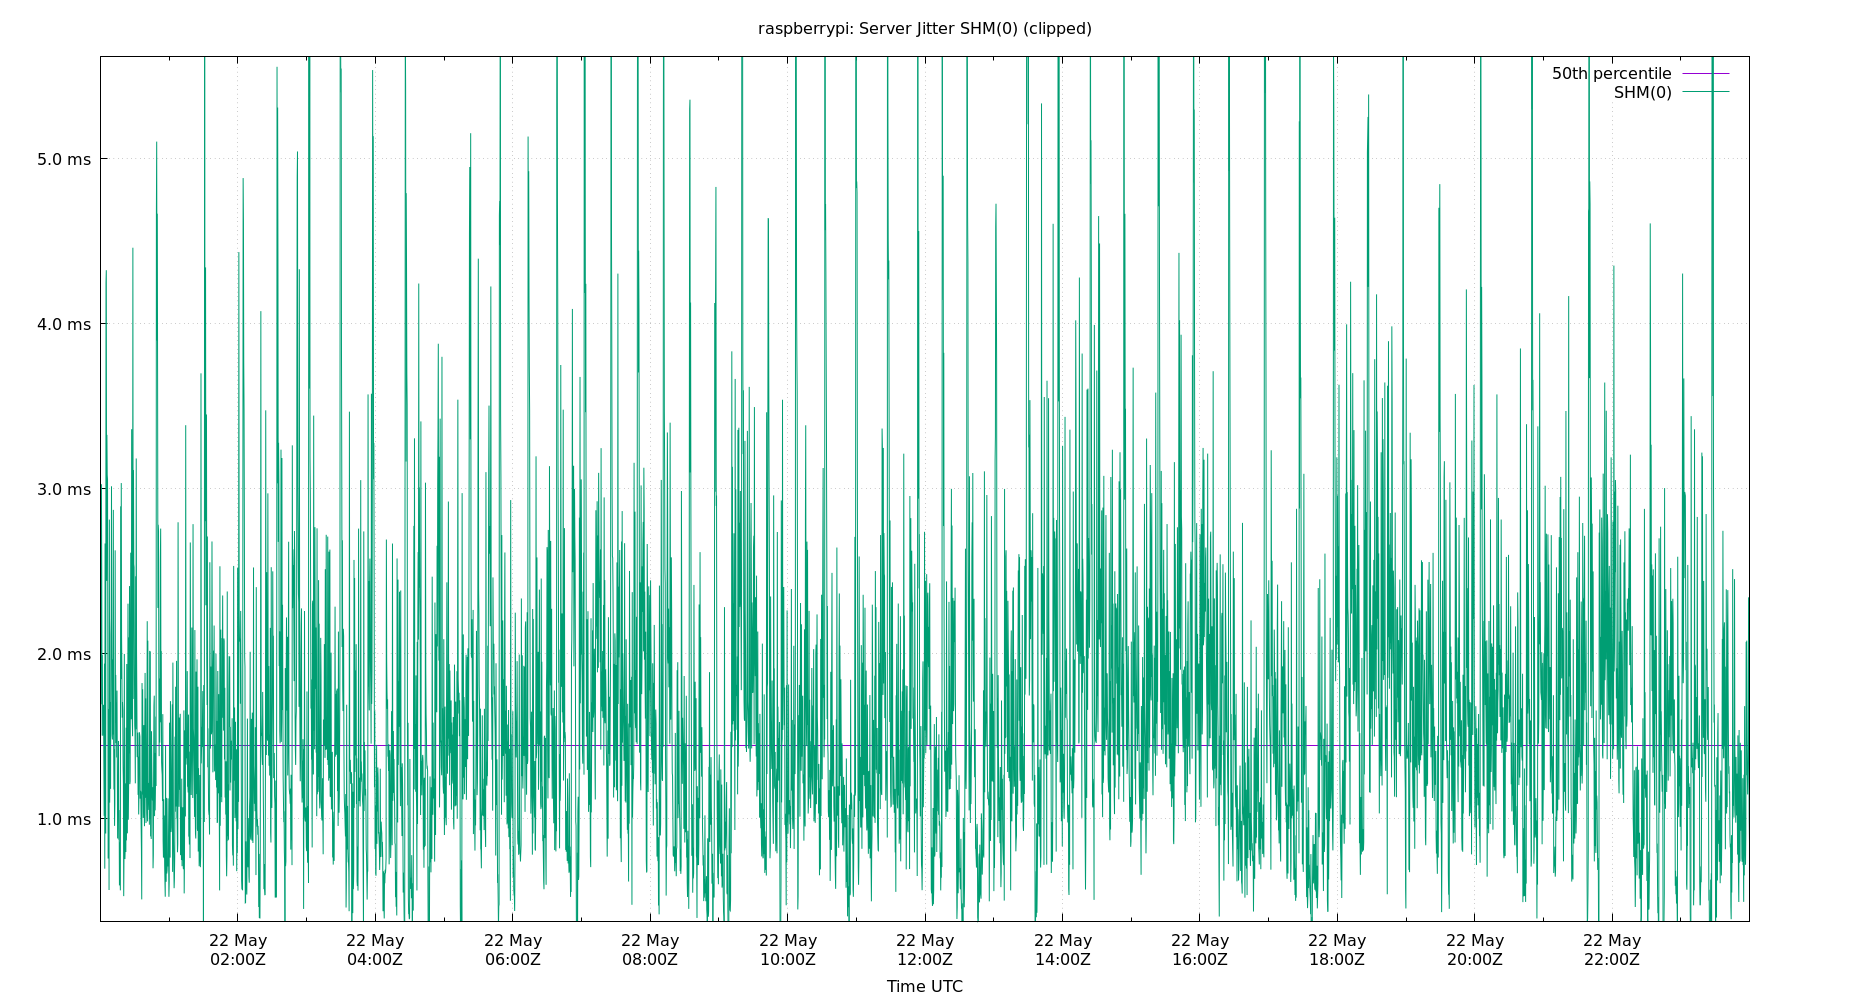 raspberrypi: Server Jitter SHM(0) (clipped)
50th percentile
SHM(0)
5.0 ms
4.0 ms
3.0 ms
2.0 ms
1.0 ms
22 May 22 May 22 May 22 May 22 May 22 May 22 May 22 May 22 May 22 May 22 May
02:00Z 04:00Z 06:00Z 08:00Z 10:00Z 12:00Z 14:00Z 16:00Z 18:00Z 20:00Z 22:00Z
Time UTC